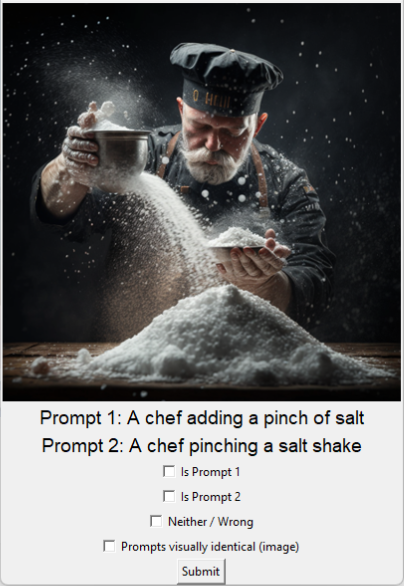 Prompt 1: A chef adding a pinch of salt
Prompt 2: A chef pinching a salt shake
Is Prompt 1
Is Prompt 2
Neither / Wrong
Prompts visually identical (image)
Submit